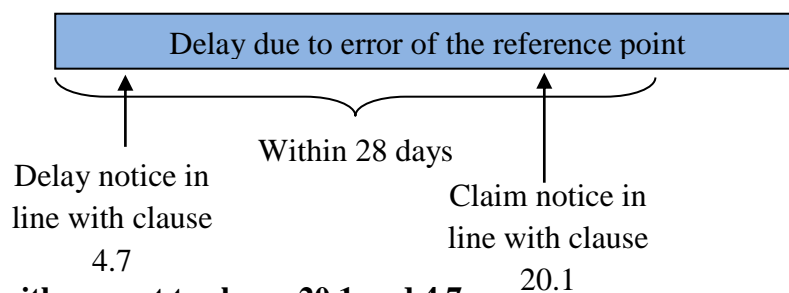 Delay due to error of the reference point
Within 28 days
Delay notice in
line with clause
4.7
Claim notice in
line with clause
20.1